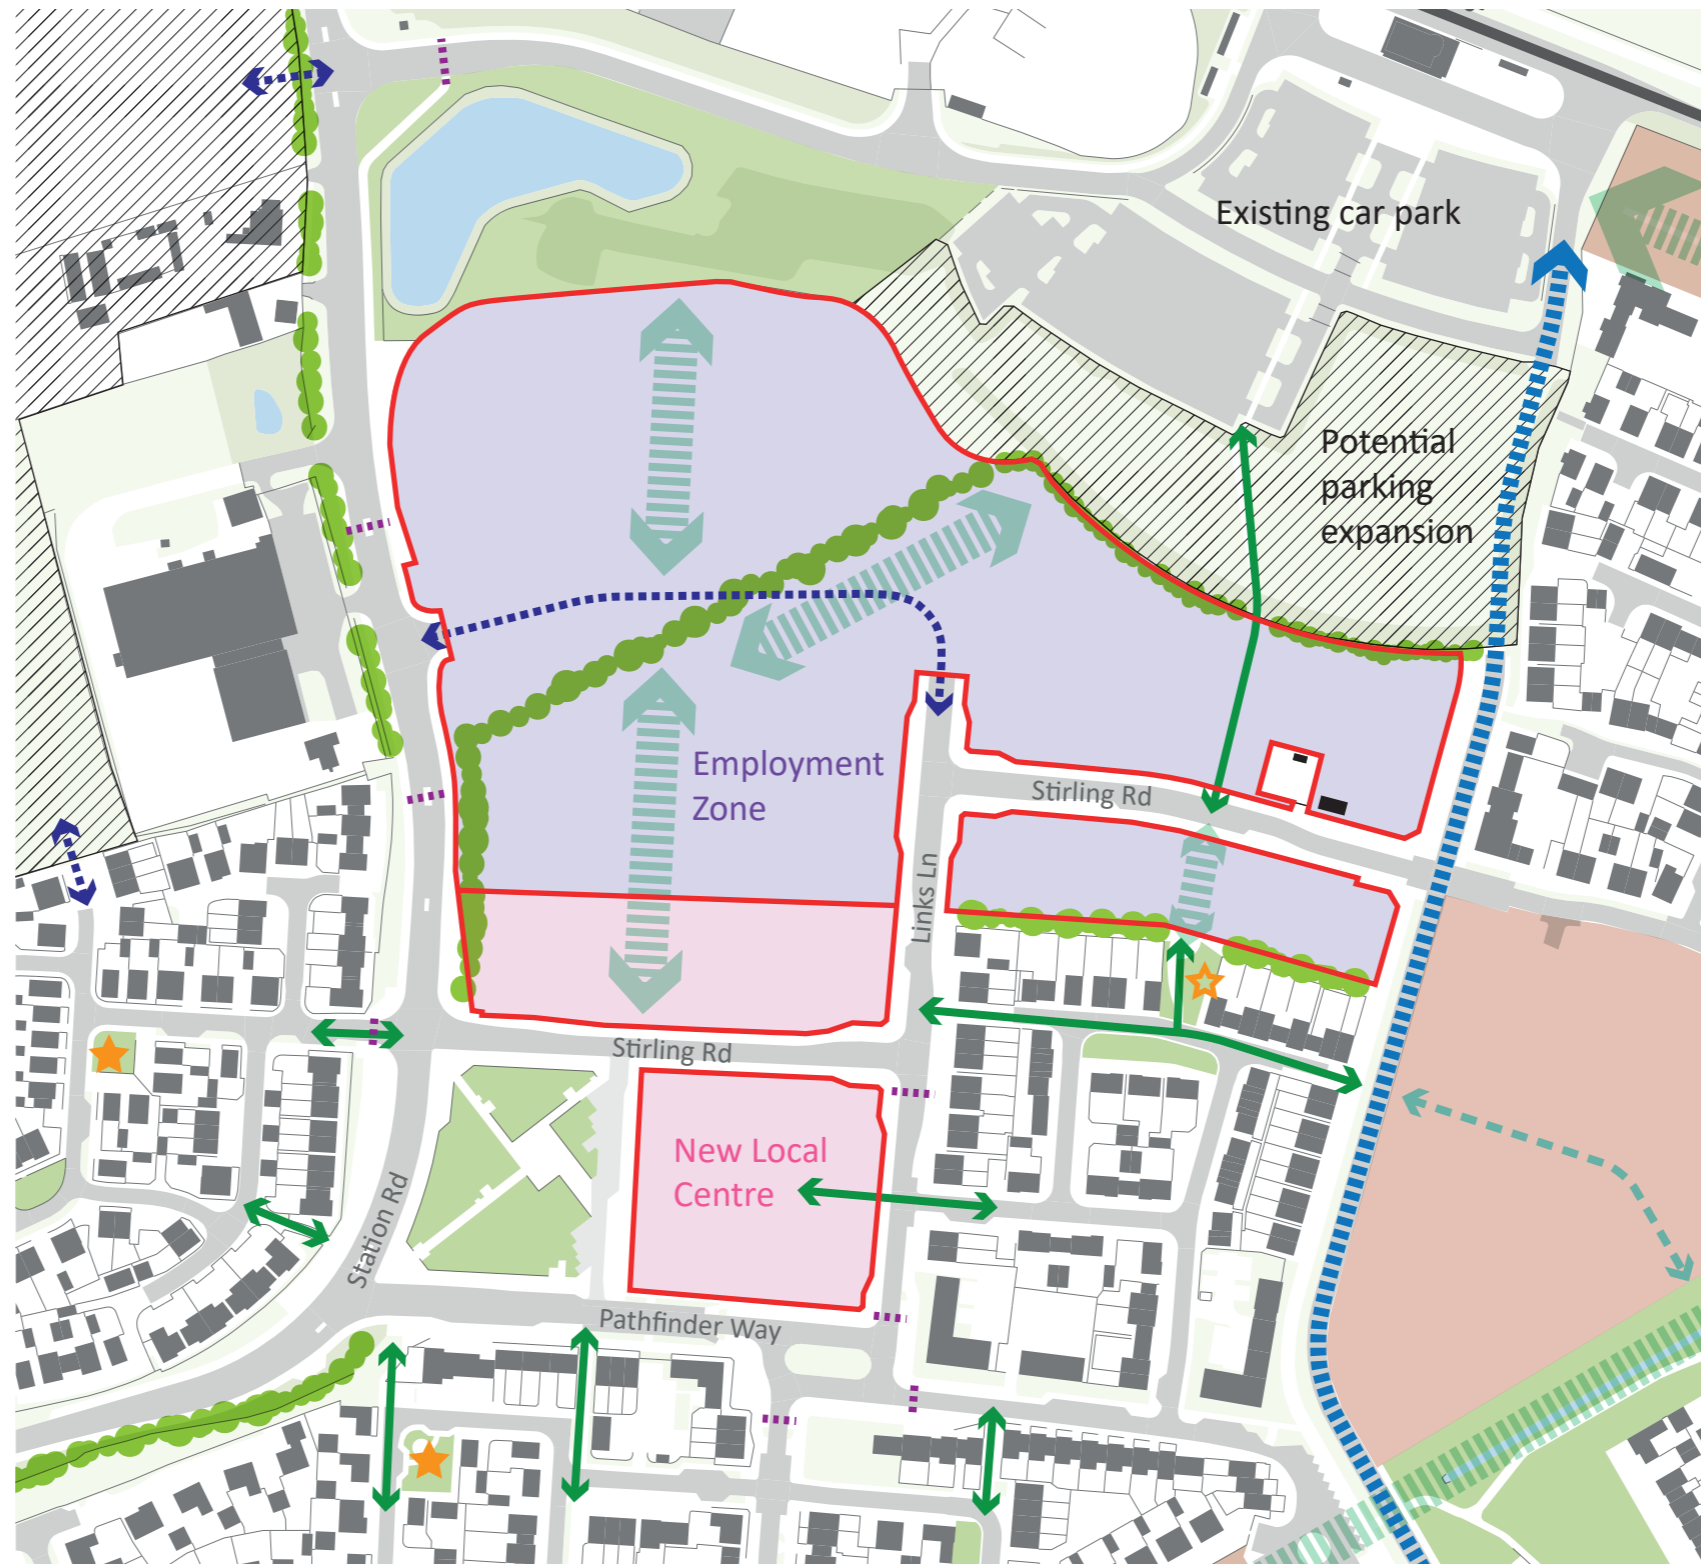 Existing car park
Potential
parking
expansion
Employment
Zone
Stirling Rd
Links Ln
Stirling Rd
New Local
Centre
Station Rd
Pathfinder Way